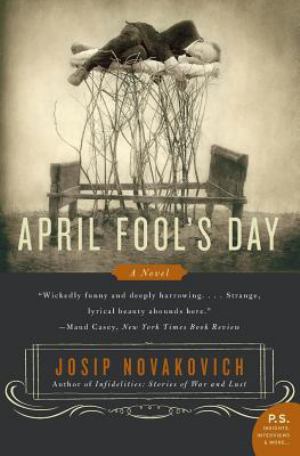 APRIL FOOL'S DAY
A Novel
"Wickedly funny and deeply harrowing. . . . Strange,
lyrical beauty abounds here."
—Maud Casey, New York Times Book Review
JOSIP NOVAKOVICH
Author of Infidelities: Stories of War and Lust
P.S.
INSIGHTS,
INTERVIEWS
& MORE...